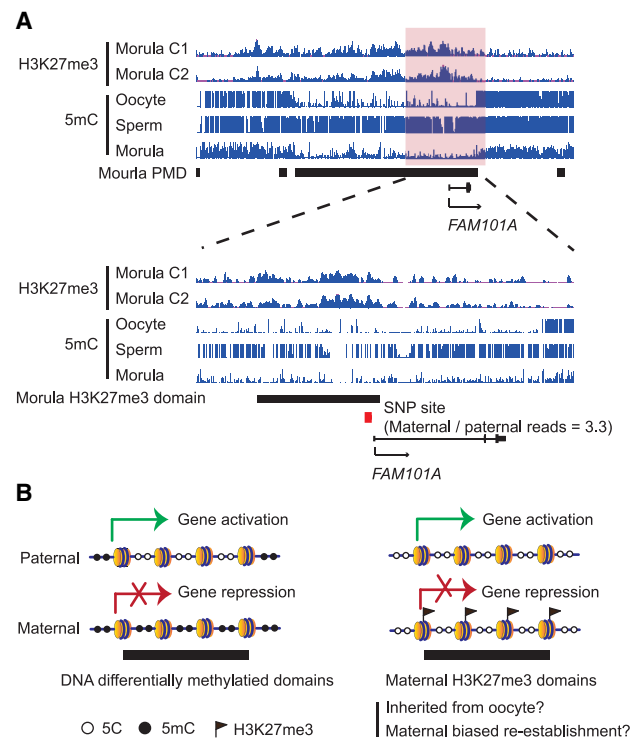 A
H3K27me3
Morula C1
Morula C2
5mC
Oocyte
Sperm
Morula
Mourla PMD
FAM101A
H3K27me3
Morula C1
Morula C2
5mC
Oocyte
Sperm
Morula
Morula H3K27me3 domain
SNP site
(Maternal / paternal reads = 3.3)
FAM101A
B
Gene activation
Paternal
Gene repression
Maternal
DNA differentially methylatied domains
Gene activation
Gene repression
Maternal H3K27me3 domains
Inherited from oocyte?
Maternal biased re-establishment?
5C
5mC
H3K27me3